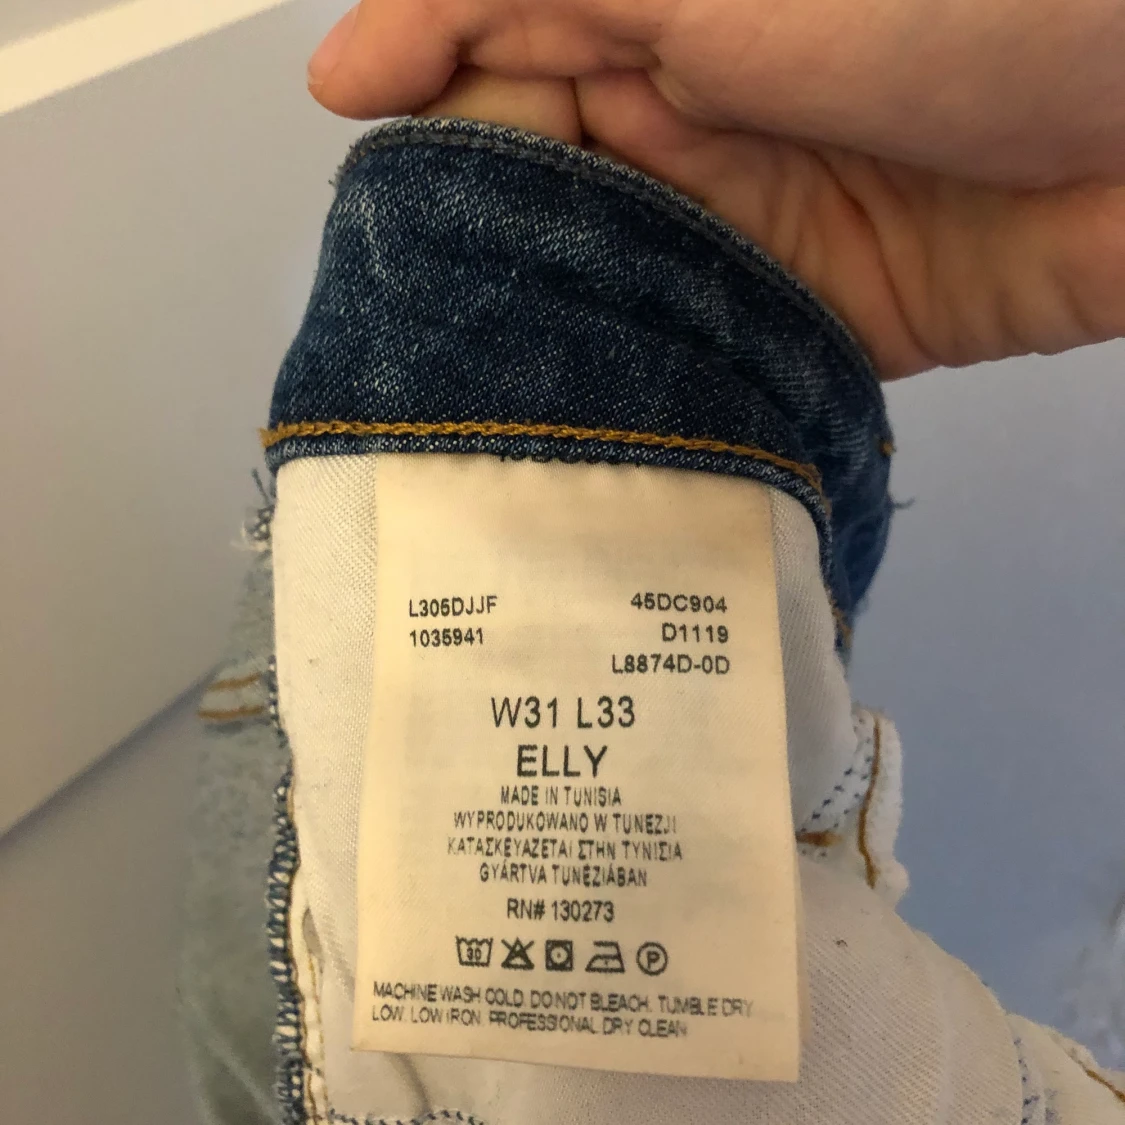 L305DJJF 45DC904
1035941 D1119
L8874D-0D
W31 L33
ELLY
MADE IN TUNISIA
WYPRODUKOWANO W TUNEZJI
ΚΑΤΑΣΚΕΥΑΖΕΤΑΙ ΣΤΗΝ ΤΥΝΙΣΙΑ
GYÁRTVA TUNÉZIÁBAN
RN# 130273
30 P
MACHINE WASH COLD. DO NOT BLEACH. TUMBLE DRY
LOW. LOW IRON. PROFESSIONAL DRY CLEAN